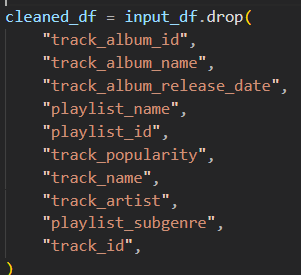 cleaned_df = input_df.drop(
    "track_album_id",
    "track_album_name",
    "track_album_release_date",
    "playlist_name",
    "playlist_id",
    "track_popularity",
    "track_name",
    "track_artist",
    "playlist_subgenre",
    "track_id",
)